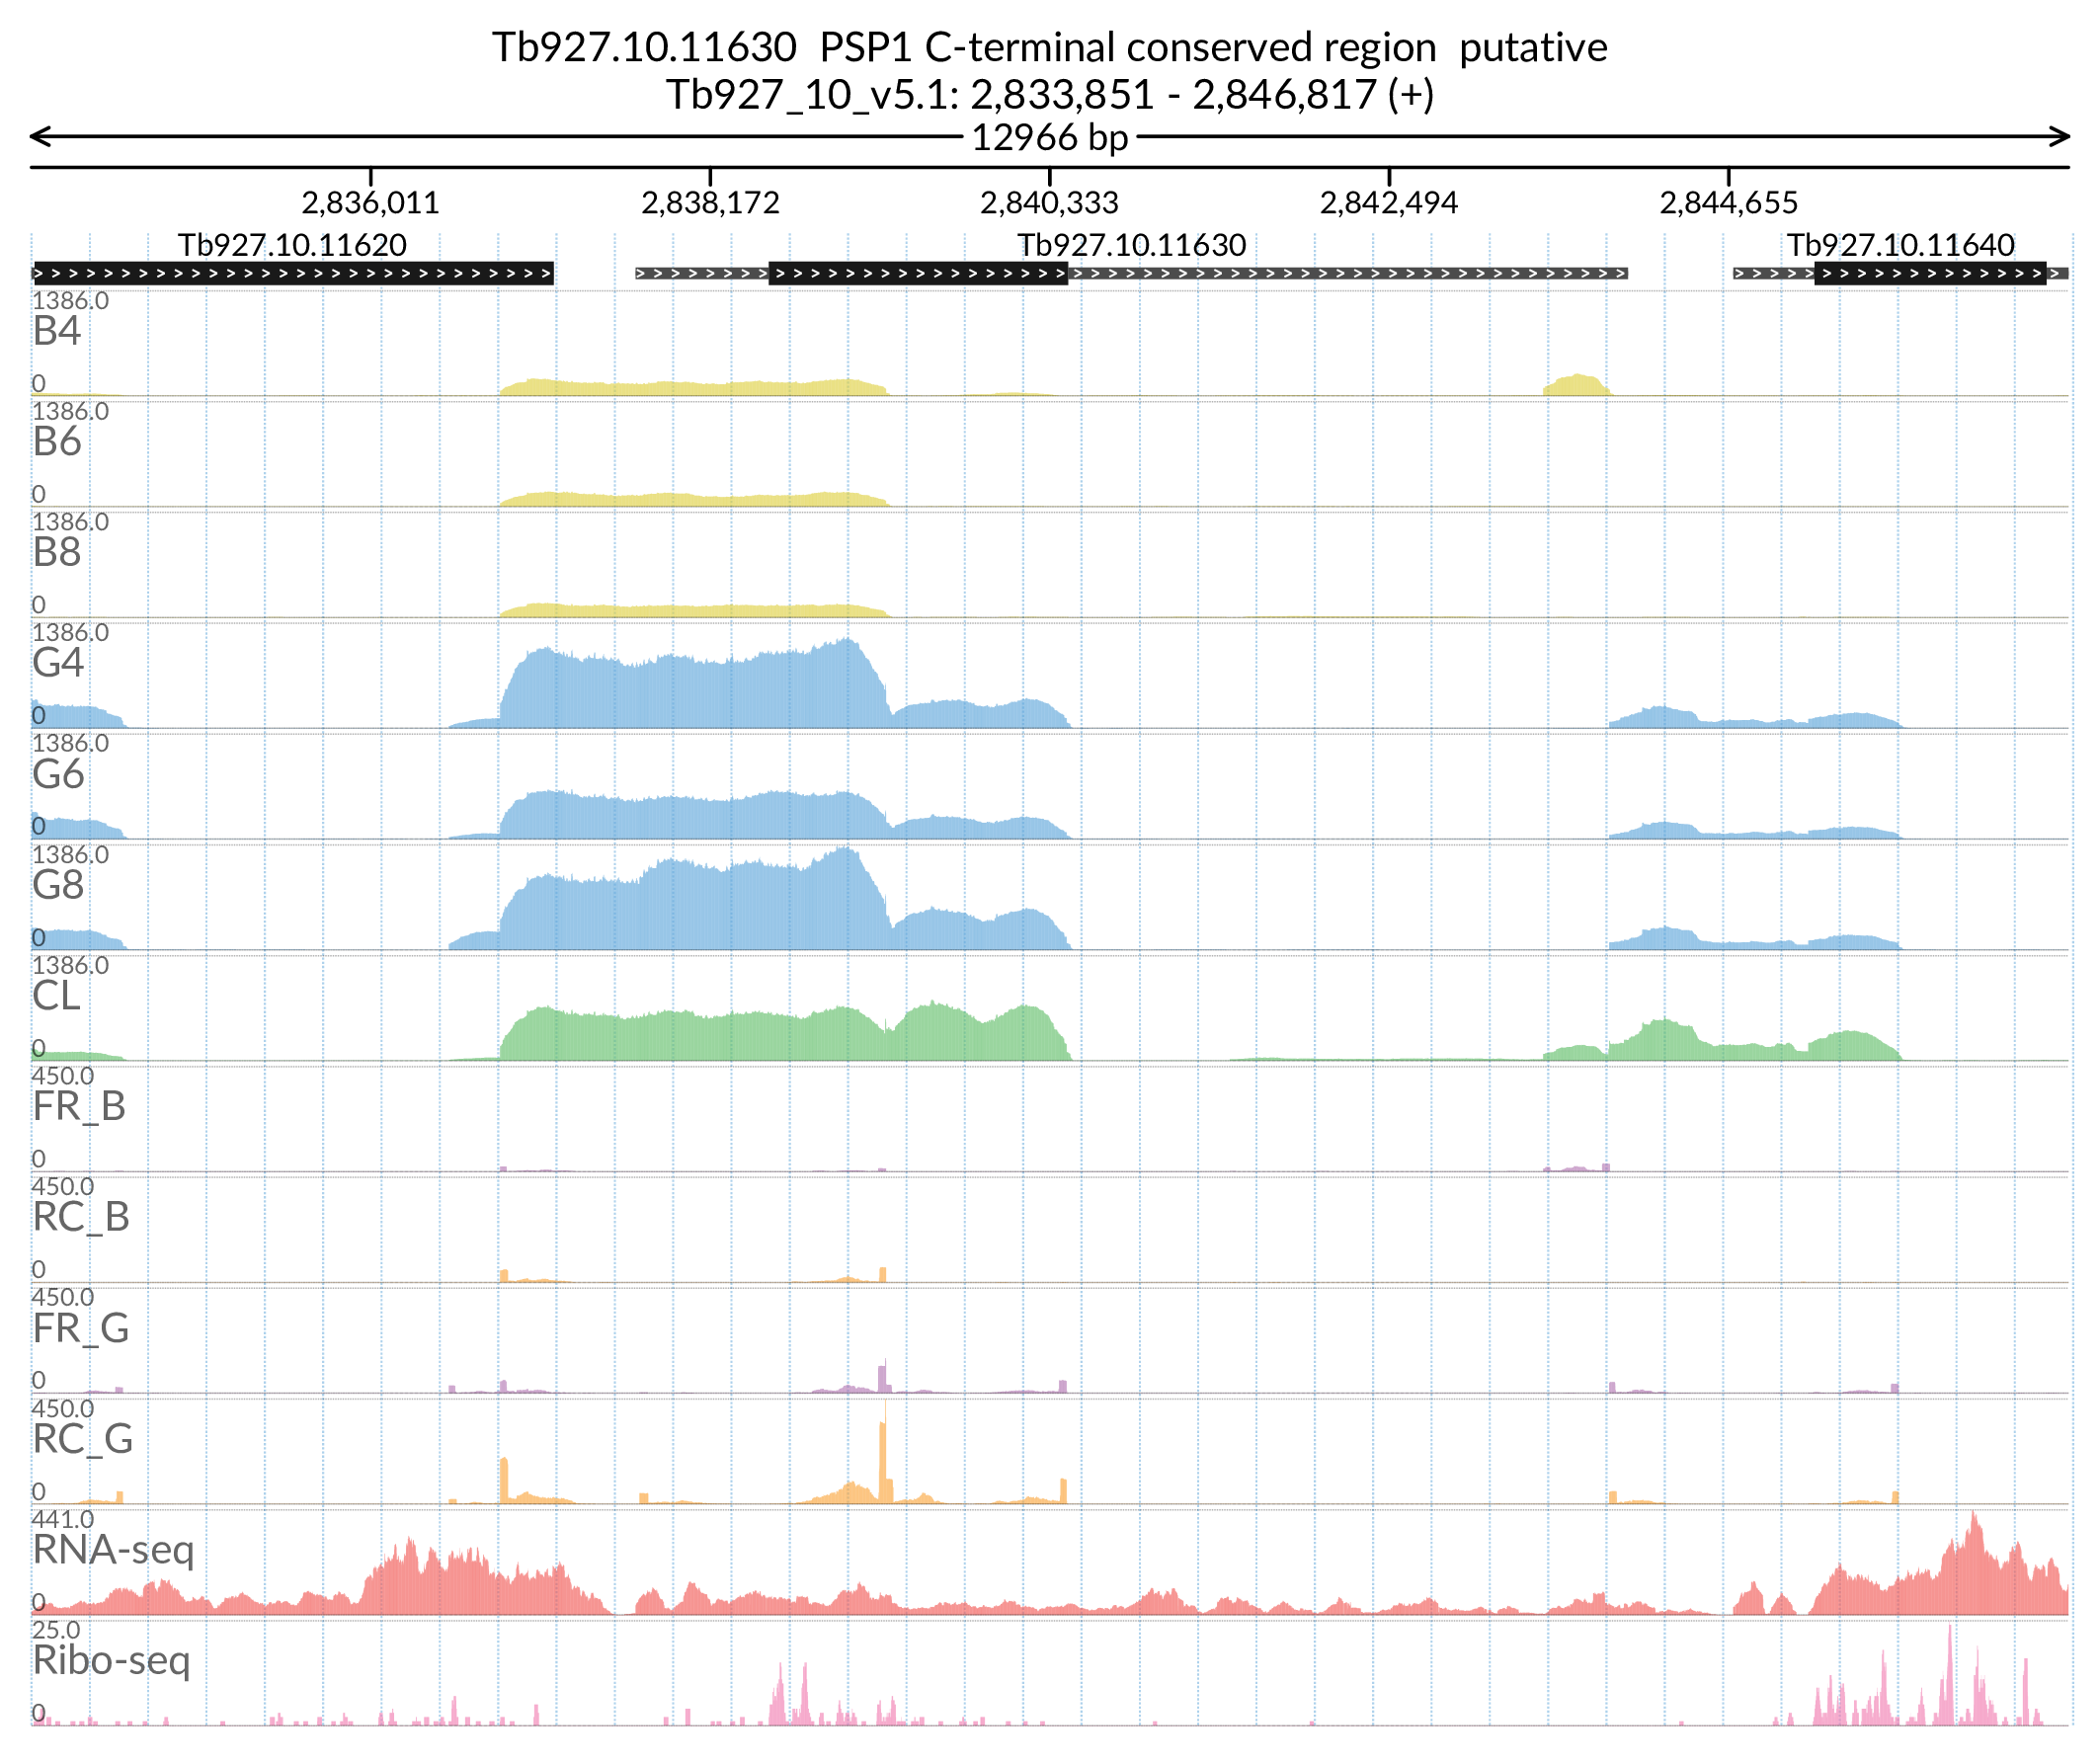 Tb927.10.11630  PSP1 C-terminal conserved region  putative
Tb927_10_v5.1: 2,833,851 - 2,846,817 (+)
12966 bp
2,836,011 2,838,172 2,840,333 2,842,494 2,844,655
Tb927.10.11620 Tb927.10.11630 Tb927.10.11640
1386.0
B4
0
1386.0
B6
0
1386.0
B8
0
1386.0
G4
0
1386.0
G6
0
1386.0
G8
0
1386.0
CL
0
450.0
FR_B
0
450.0
RC_B
0
450.0
FR_G
0
450.0
RC_G
0
441.0
RNA-seq
0
25.0
Ribo-seq
0